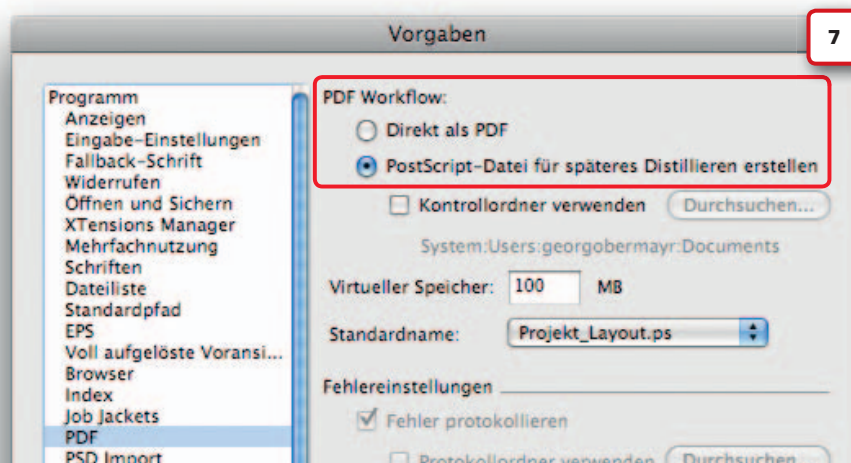 Vorgaben
7
Programm
Anzeigen
Eingabe-Einstellungen
Fallback-Schrift
Widerrufen
Öffnen und Sichern
XTensions Manager
Mehrfachnutzung
Schriften
Dateiliste
Standardpfad
EPS
Voll aufgelöste Voransi...
Browser
Index
Job Jackets
PDF
PSD Import
PDF Workflow:
Direkt als PDF
PostScript-Datei für späteres Distillieren erstellen
Kontrollordner verwenden Durchsuchen...
System:Users:georgobermayr:Documents
Virtueller Speicher: 100 MB
Standardname: Projekt_Layout.ps
Fehlereinstellungen
Fehler protokollieren
Protokollordner verwenden Durchsuchen...